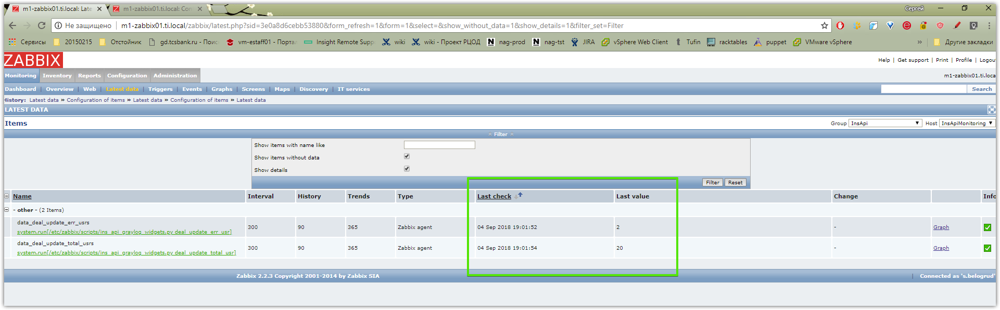 m1-zabbix01.ti.local: Late
m1-zabbix01.ti.local: Con
Сергей
Не защищено
m1-zabbix01.ti.local/zabbix/latest.php?sid=3e0a8d6cebb53880&form_refresh=1&form=1&select=&show_without_data=1&show_details=1&filter_set=Filter
Сервисы 20150215 Отстойник gd.tcsbank.ru - Поис vm-estaff01 - Портал Insight Remote Supp wiki wiki - Проект РЦОД nag-prod nag-tst JIRA vSphere Web Client Tufin racktables puppet VMware vSphere » Другие закладки
ZABBIX
Help | Get support | Print | Profile | Logou
Monitoring Inventory Reports Configuration Administration
m1-zabbix01.ti.loca
Dashboard | Overview | Web | Latest data | Triggers | Events | Graphs | Screens | Maps | Discovery | IT services
Search
History: Latest data » Configuration of items » Latest data » Configuration of items » Latest data
LATEST DATA
Items
Group InsApi Host InsApiMonitoring
Filter
Show items with name like
Show items without data
Show details
Filter Reset
Name Interval History Trends Type Last check Last value Change Info
- other - (2 Items)
data_deal_update_err_usrs
system.run[/etc/zabbix/scripts/ins_api_graylog_widgets.py deal_update_err_usr]
300 90 365 Zabbix agent 04 Sep 2018 19:01:52 2 - Graph
data_deal_update_total_usrs
system.run[/etc/zabbix/scripts/ins_api_graylog_widgets.py deal_update_total_usr]
300 90 365 Zabbix agent 04 Sep 2018 19:01:54 20 - Graph
Zabbix 2.2.3 Copyright 2001-2014 by Zabbix SIA
| Connected as 's.belogrud'